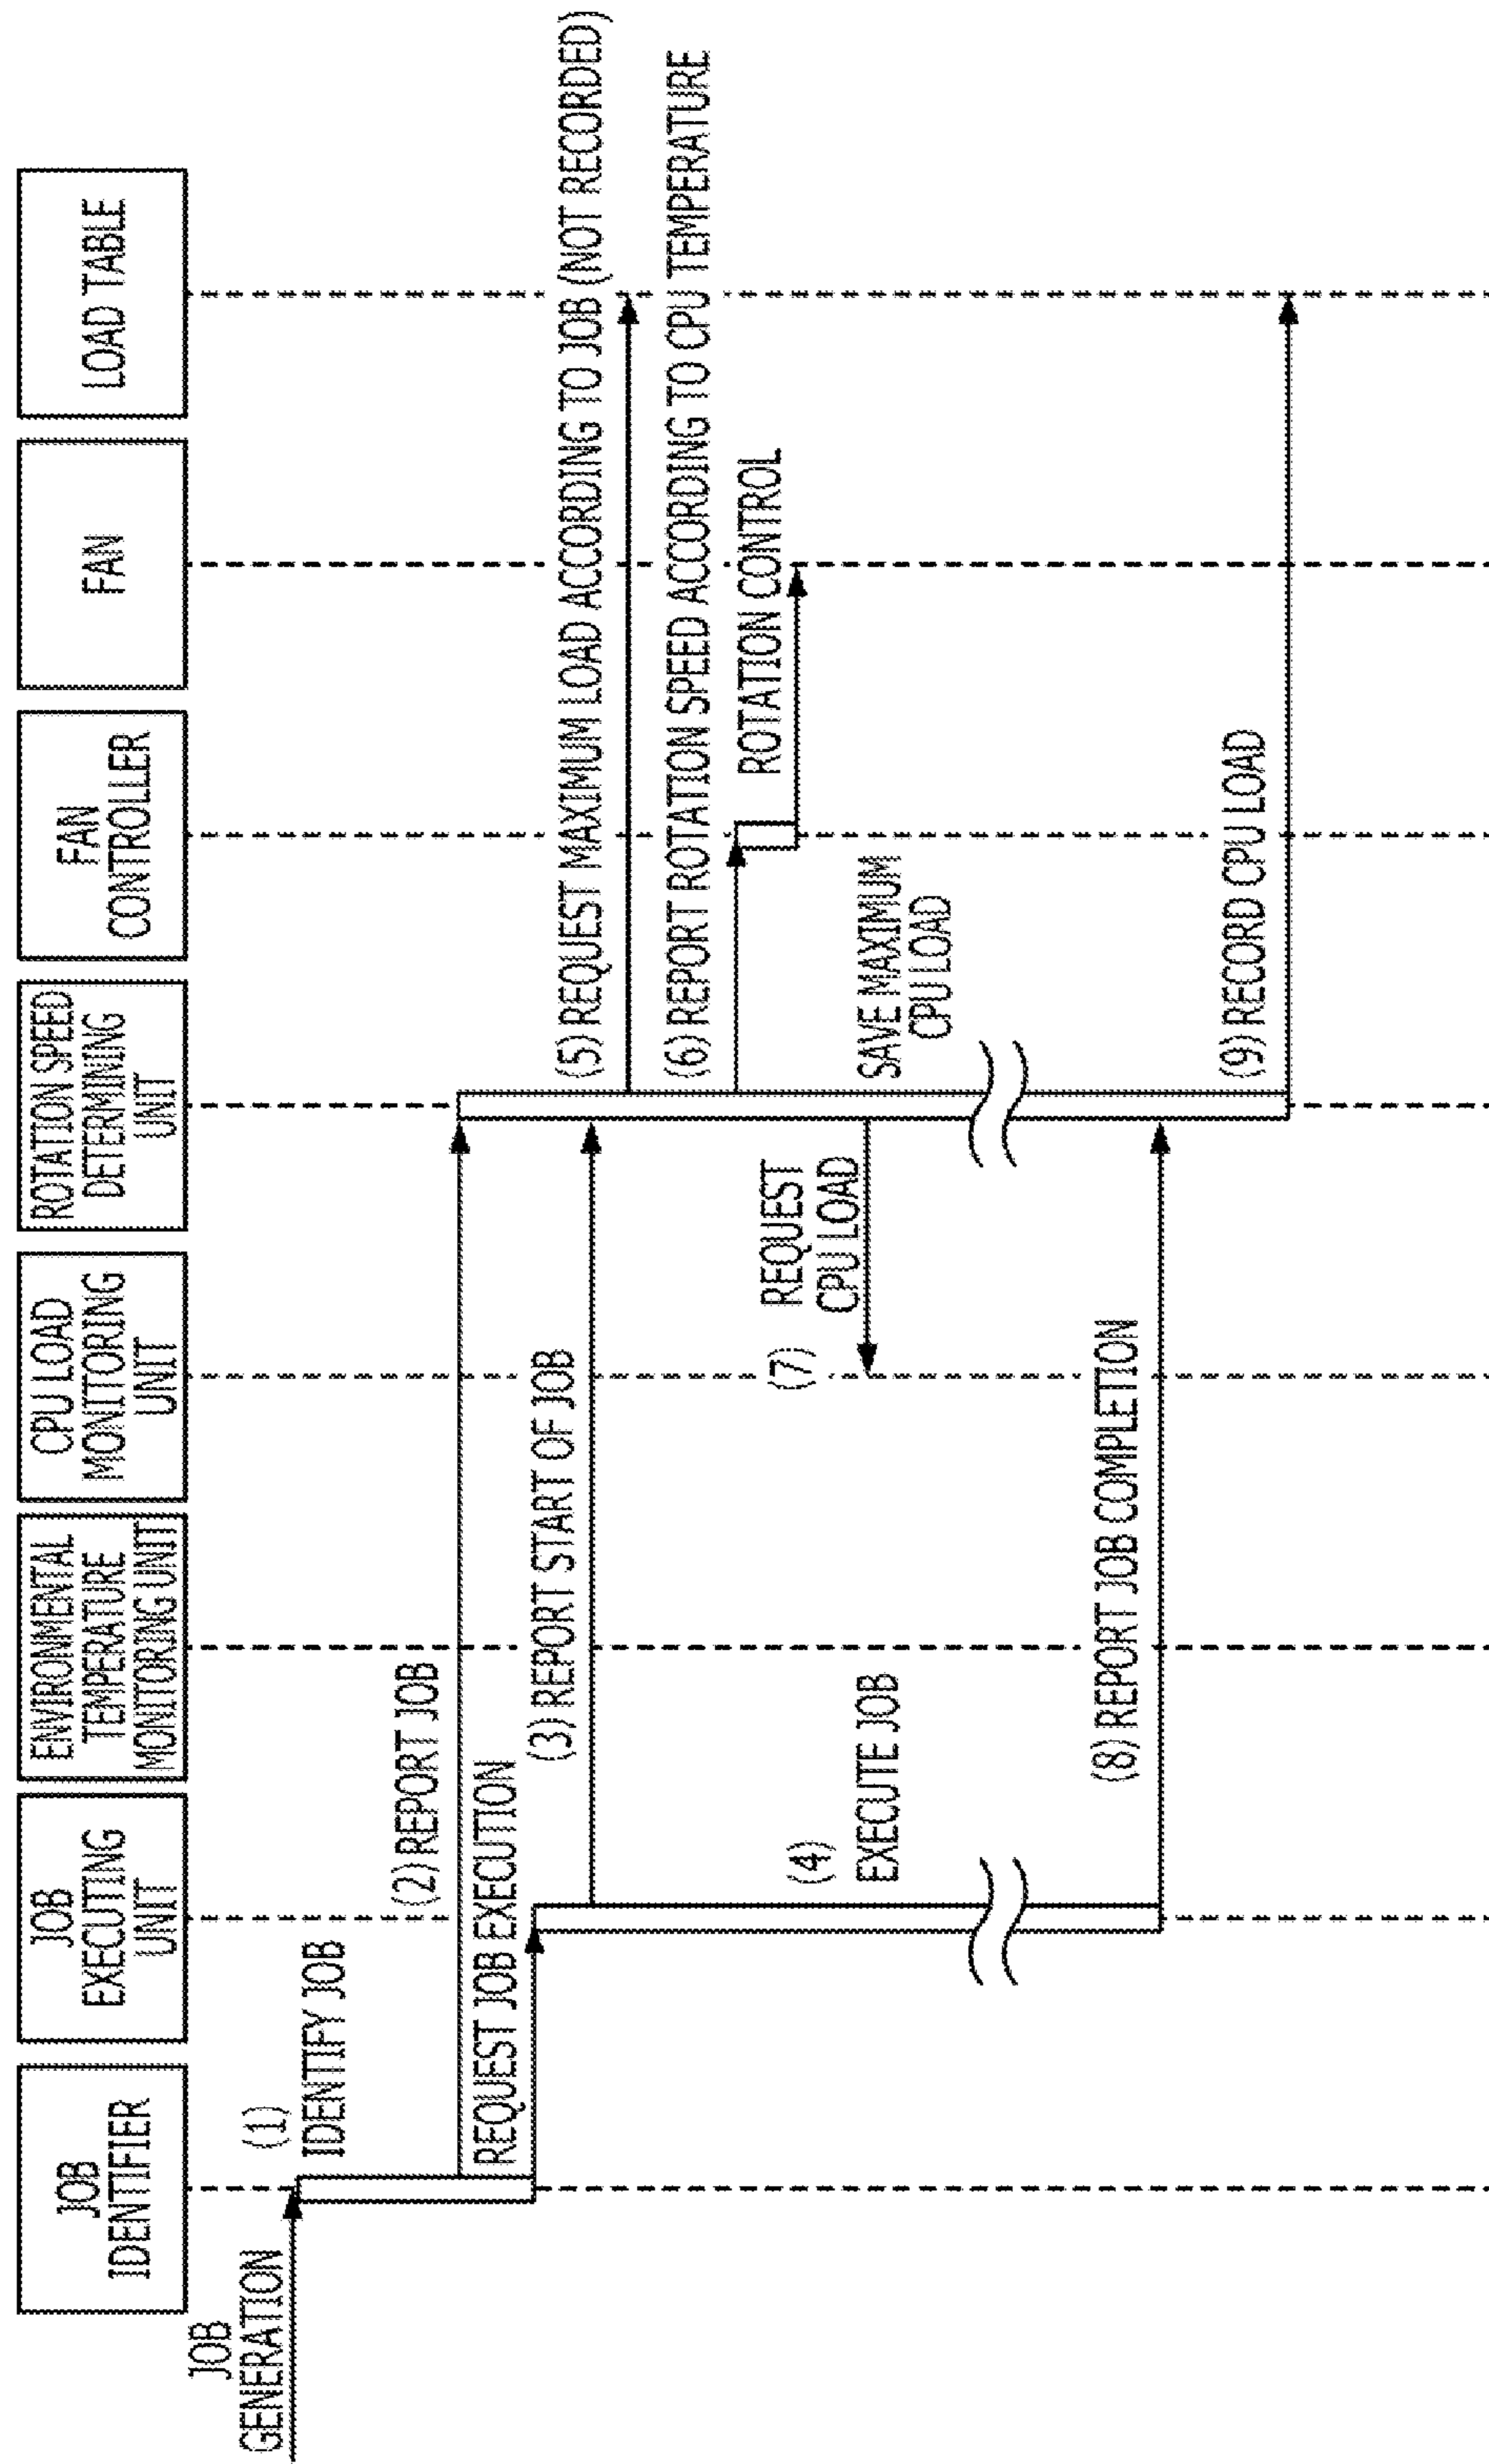 JOB
IDENTIFIER
JOB
EXECUTING
UNIT
ENVIRONMENTAL
TEMPERATURE
MONITORING UNIT
CPU LOAD
MONITORING
UNIT
ROTATION SPEED
DETERMINING
UNIT
FAN
CONTROLLER
FAN
LOAD TABLE
JOB
GENERATION
(1)
IDENTIFY JOB
(2) REPORT JOB
REQUEST JOB EXECUTION
(3) REPORT START OF JOB
(5) REQUEST MAXIMUM LOAD ACCORDING TO JOB (NOT RECORDED)
(6) REPORT ROTATION SPEED ACCORDING TO CPU TEMPERATURE
ROTATION CONTROL
(4)
EXECUTE JOB
(7)
REQUEST
CPU LOAD
SAVE MAXIMUM
CPU LOAD
(8) REPORT JOB COMPLETION
(9) RECORD CPU LOAD